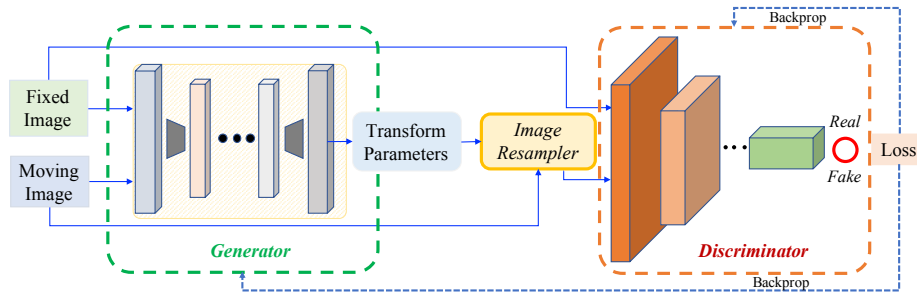 Backprop
Fixed
Image
Moving
Image
Transform
Parameters
Image
Resampler
Real
Fake
Loss
Generator
Discriminator
Backprop